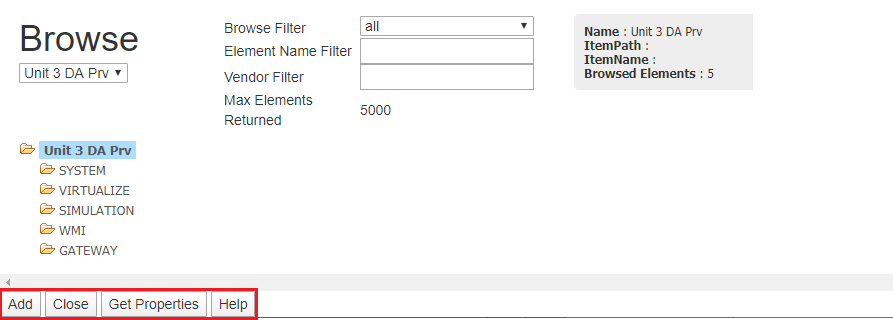 Browse
Unit 3 DA Prv
Browse Filter all
Element Name Filter
Vendor Filter
Max Elements
Returned
5000
Name : Unit 3 DA Prv
ItemPath :
ItemName :
Browsed Elements : 5
Unit 3 DA Prv
SYSTEM
VIRTUALIZE
SIMULATION
WMI
GATEWAY
Add Close Get Properties Help